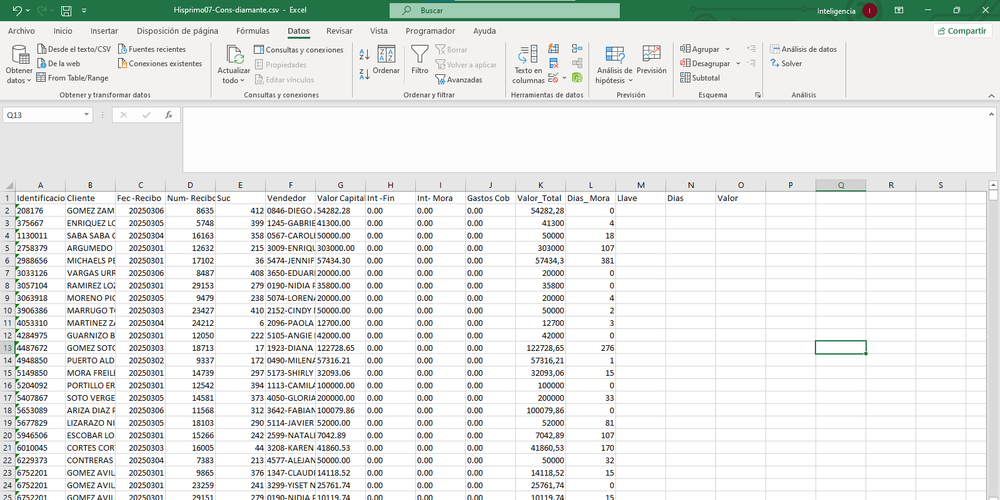 Hisprimo07-Cons-diamante.csv - Excel
Buscar
Inteligencia I
Archivo Inicio Insertar Disposición de página Fórmulas Datos Revisar Vista Programador Ayuda
Compartir
Obtener datos
Desde el texto/CSV
De la web
From Table/Range
Fuentes recientes
Conexiones existentes
Obtener y transformar datos
Actualizar todo
Consultas y conexiones
Propiedades
Editar vínculos
Consultas y conexiones
Ordenar
Filtro
Borrar
Volver a aplicar
Avanzadas
Ordenar y filtrar
Texto en columnas
Herramientas de datos
Análisis de hipótesis
Previsión
Previsión
Agrupar
Desagrupar
Subtotal
Esquema
Análisis de datos
Solver
Análisis
Q13
fx
A B C D E F G H I J K L M N O P Q R S
1 Identificacio Cliente Fec -Recibo Num- Recibo Suc Vendedor Valor Capital Int -Fin Int- Mora Gastos Cob Valor_Total Dias_ Mora Llave Dias Valor
2 208176 GOMEZ ZAM 20250306 8635 412 0846-DIEGO 54282.28 0.00 0.00 0.00 54282,28 0
3 375667 ENRIQUEZ LO 20250305 5748 399 1245-GABRIE 41300.00 0.00 0.00 0.00 41300 4
4 1130011 SABA SABA 20250304 16163 358 0567-CAROLI 50000.00 0.00 0.00 0.00 50000 18
5 2758379 ARGUMEDO 20250301 12632 215 3009-ENRIQU 303000.00 0.00 0.00 0.00 303000 107
6 2988656 MICHAELS PE 20250301 17102 36 5474-JENNIF 57434.30 0.00 0.00 0.00 57434,3 381
7 3033126 VARGAS URR 20250306 8487 408 3650-EDUARI 20000.00 0.00 0.00 0.00 20000 0
8 3057104 RAMIREZ LOZ 20250301 29153 279 0190-NIDIA P 35800.00 0.00 0.00 0.00 35800 0
9 3063918 MORENO PIC 20250305 9479 238 5074-LORENA 20000.00 0.00 0.00 0.00 20000 4
10 3906386 MARRUGO T 20250303 23427 410 2152-CINDY 50000.00 0.00 0.00 0.00 50000 2
11 4053310 MARTINEZ ZA 20250304 24212 6 2096-PAOLA 12700.00 0.00 0.00 0.00 12700 3
12 4284975 GUARNIZO B 20250301 12050 222 5105-ANGIE 42000.00 0.00 0.00 0.00 42000 0
13 4487672 GOMEZ SOTO 20250303 18713 17 1923-DIANA 122728.65 0.00 0.00 0.00 122728,65 276
14 4948850 PUERTO ALD 20250302 9337 172 0490-MILENA 57316.21 0.00 0.00 0.00 57316,21 1
15 5149850 MORA FREILE 20250301 14739 297 5173-SHIRLY 32093.06 0.00 0.00 0.00 32093,06 15
16 5204092 PORTILLO ER 20250301 12542 394 1113-CAMILA 100000.00 0.00 0.00 0.00 100000 0
17 5407867 SOTO VERGE 20250305 14581 373 4050-GLORIA 200000.00 0.00 0.00 0.00 200000 33
18 5653089 ARIZA DIAZ F 20250306 11568 312 3642-FABIAN 100079.86 0.00 0.00 0.00 100079,86 0
19 5677829 LIZARAZO NI 20250305 18103 290 5114-JAVIER 52000.00 0.00 0.00 0.00 52000 81
20 5946506 ESCOBAR LO 20250301 15266 242 2599-NATALI 7042.89 0.00 0.00 0.00 7042,89 107
21 6010045 CORTES COR 20250303 16005 44 3208-KAREN 41860.53 0.00 0.00 0.00 41860,53 170
22 6229373 CONTRERAS 20250304 7383 213 4577-ALEJAN 50000.00 0.00 0.00 0.00 50000 32
23 6752201 GOMEZ AVIL 20250301 9865 376 1347-CLAUDI 14118.52 0.00 0.00 0.00 14118,52 15
24 6752201 GOMEZ AVIL 20250301 23259 241 3299-YISET N 25761.74 0.00 0.00 0.00 25761,74 0
25 6752201 GOMEZ AVIL 20250301 29151 279 0190-NIDIA P 10119.74 0.00 0.00 0.00 10119,74 15